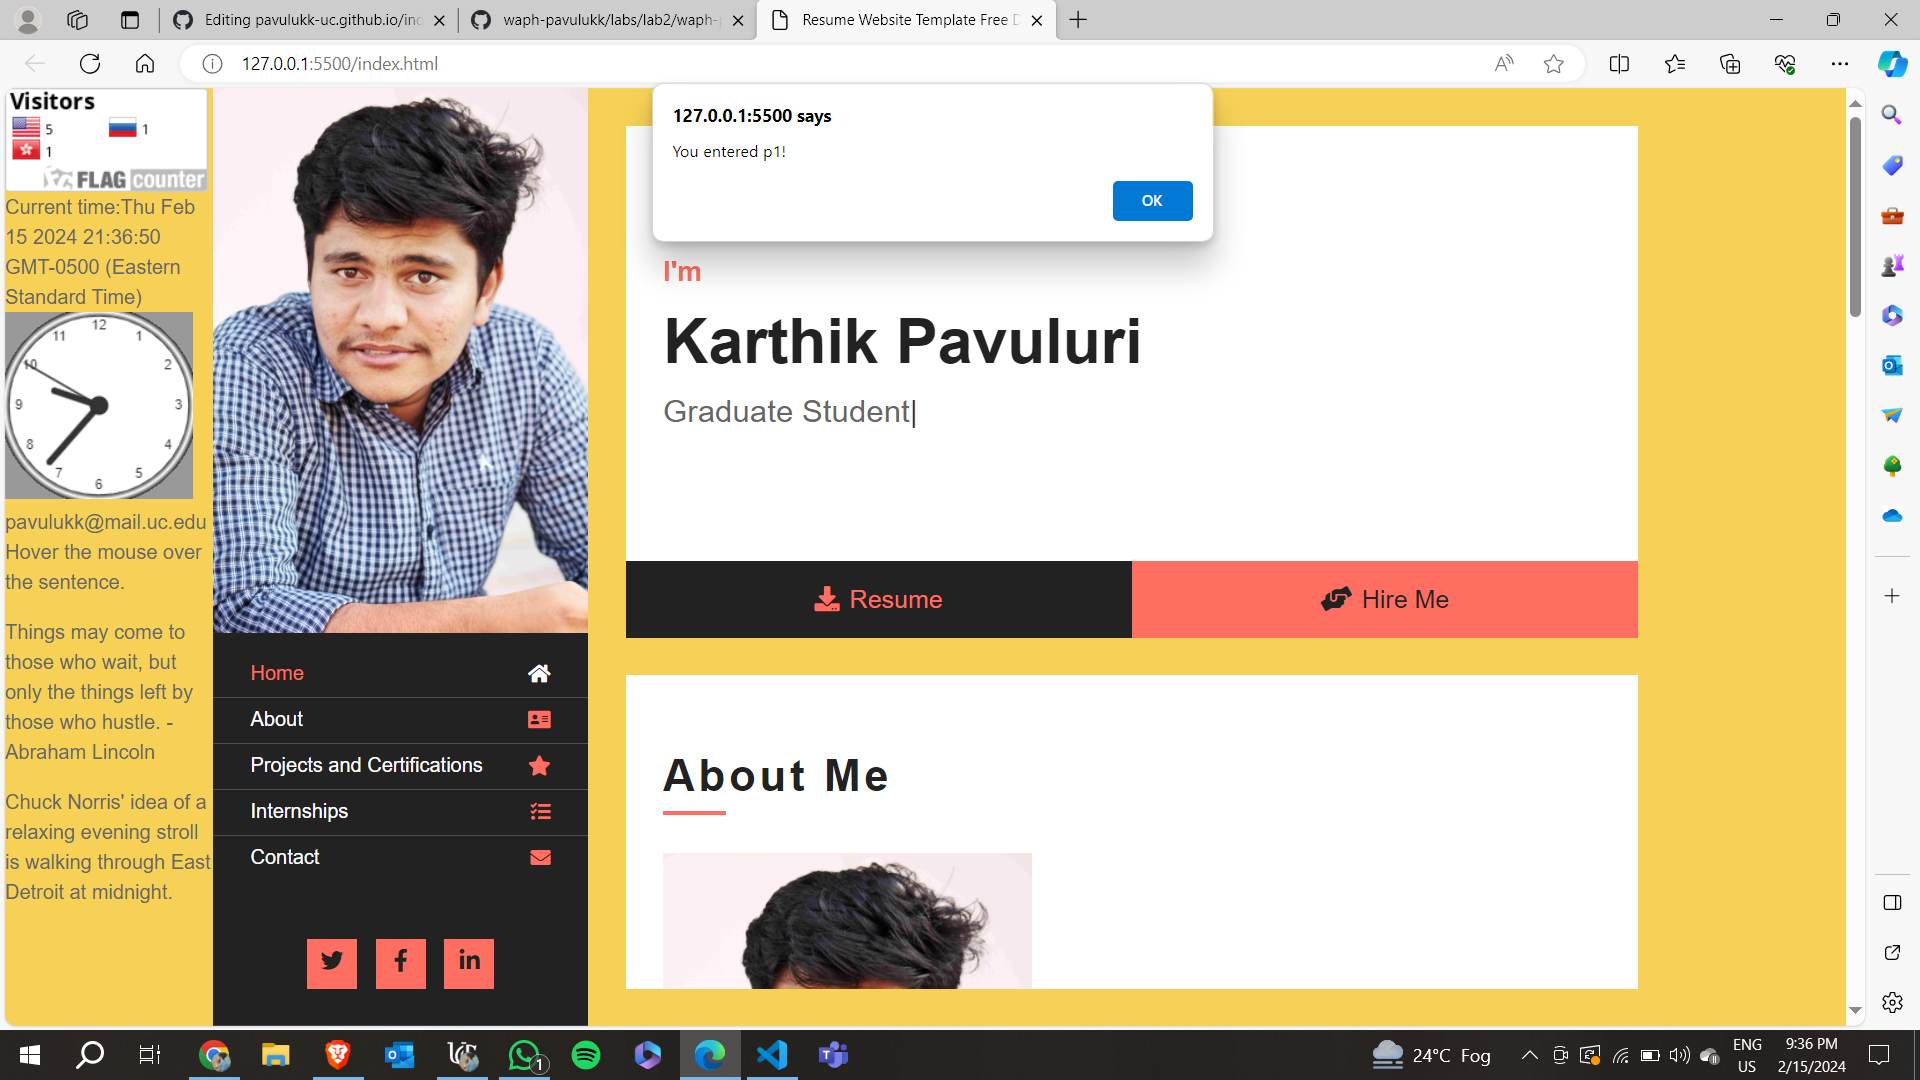 Editing pavulukk-uc.github.io/ind
waph-pavulukk/labs/lab2/waph-
Resume Website Template Free D
127.0.0.1:5500/index.html
Visitors
5
1
1
FLAG counter
Current time:Thu Feb
15 2024 21:36:50
GMT-0500 (Eastern
Standard Time)
12
11
1
10
2
9
3
8
4
7
5
6
pavulukk@mail.uc.edu
Hover the mouse over
the sentence.
Things may come to
those who wait, but
only the things left by
those who hustle. -
Abraham Lincoln
Chuck Norris' idea of a
relaxing evening stroll
is walking through East
Detroit at midnight.
Home
About
Projects and Certifications
Internships
Contact
127.0.0.1:5500 says
You entered p1!
OK
I'm
Karthik Pavuluri
Graduate Student|
Resume
Hire Me
About Me
1
24°C Fog
ENG
US
9:36 PM
2/15/2024